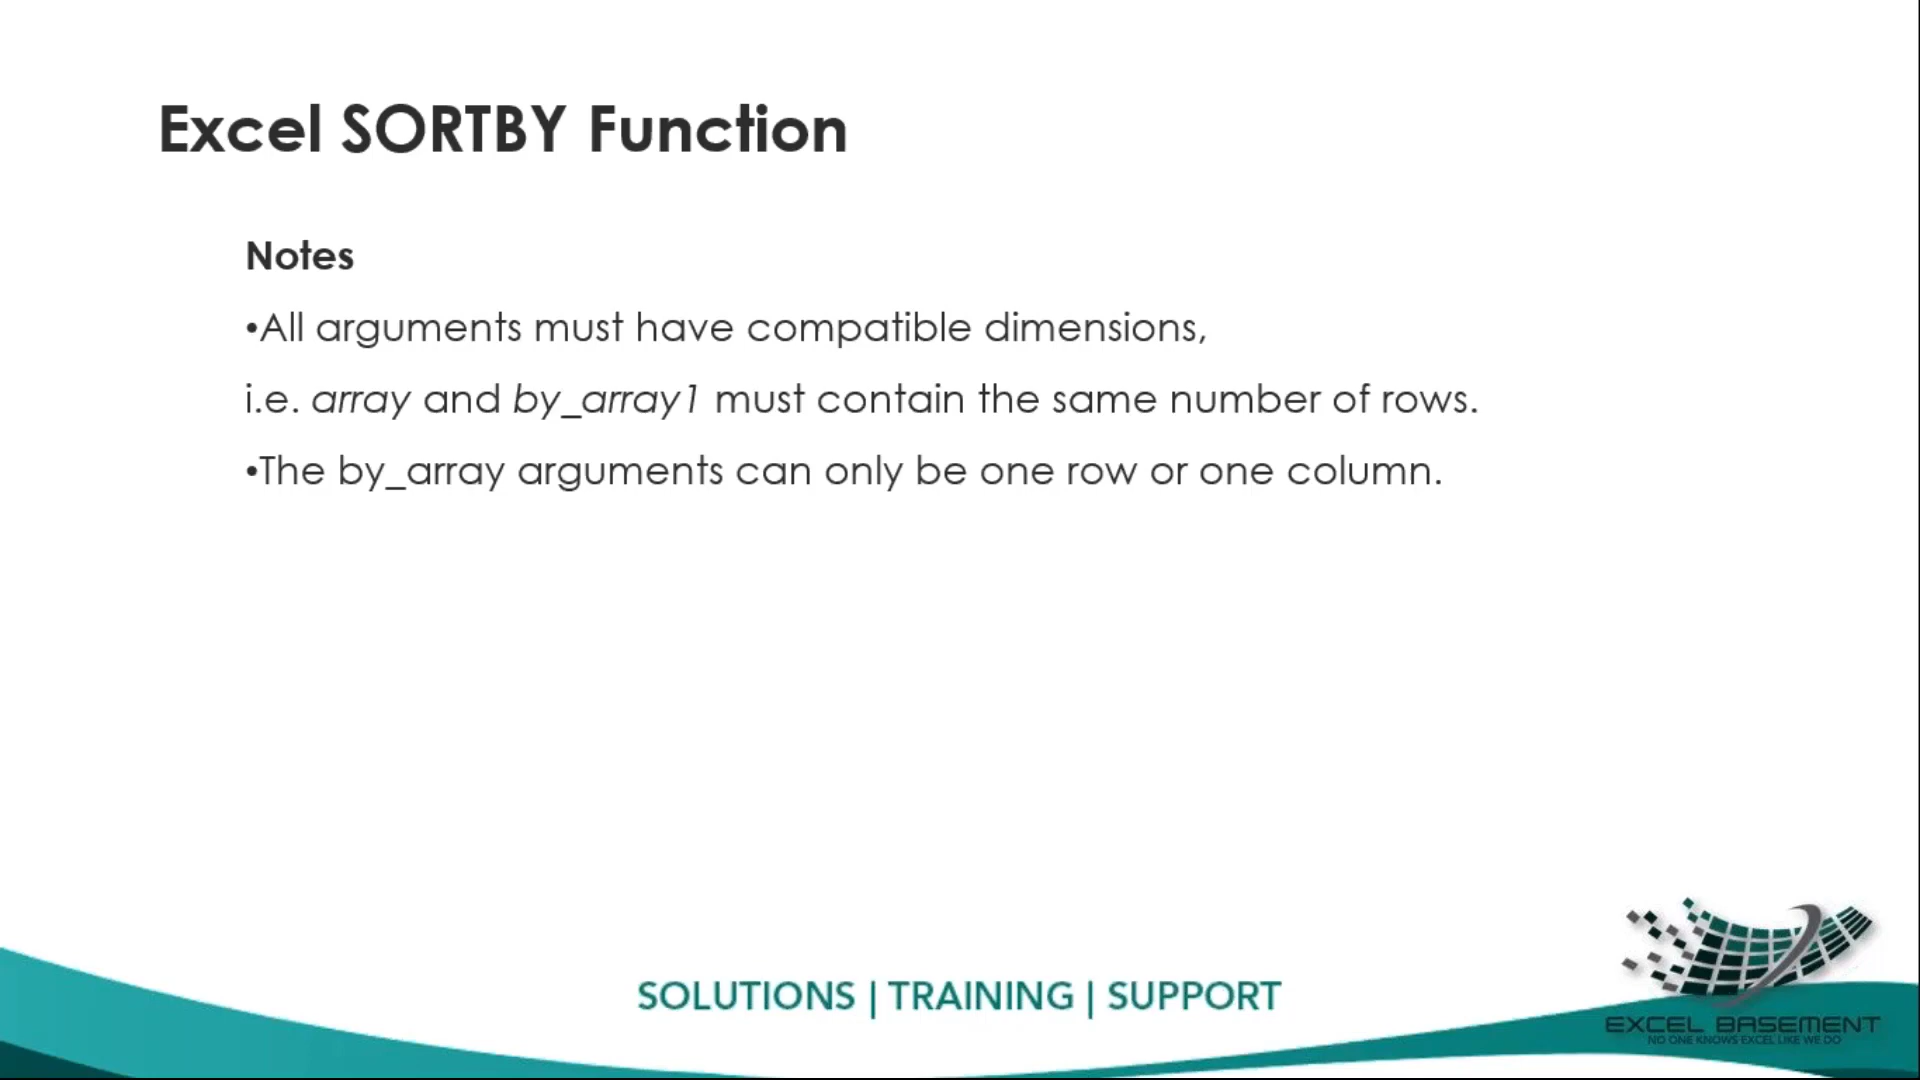 Excel SORTBY Function
Notes
•All arguments must have compatible dimensions,
i.e. array and by_array1 must contain the same number of rows.
•The by_array arguments can only be one row or one column.
SOLUTIONS | TRAINING | SUPPORT
EXCEL BASEMENT
NO ONE KNOWS EXCEL LIKE WE DO